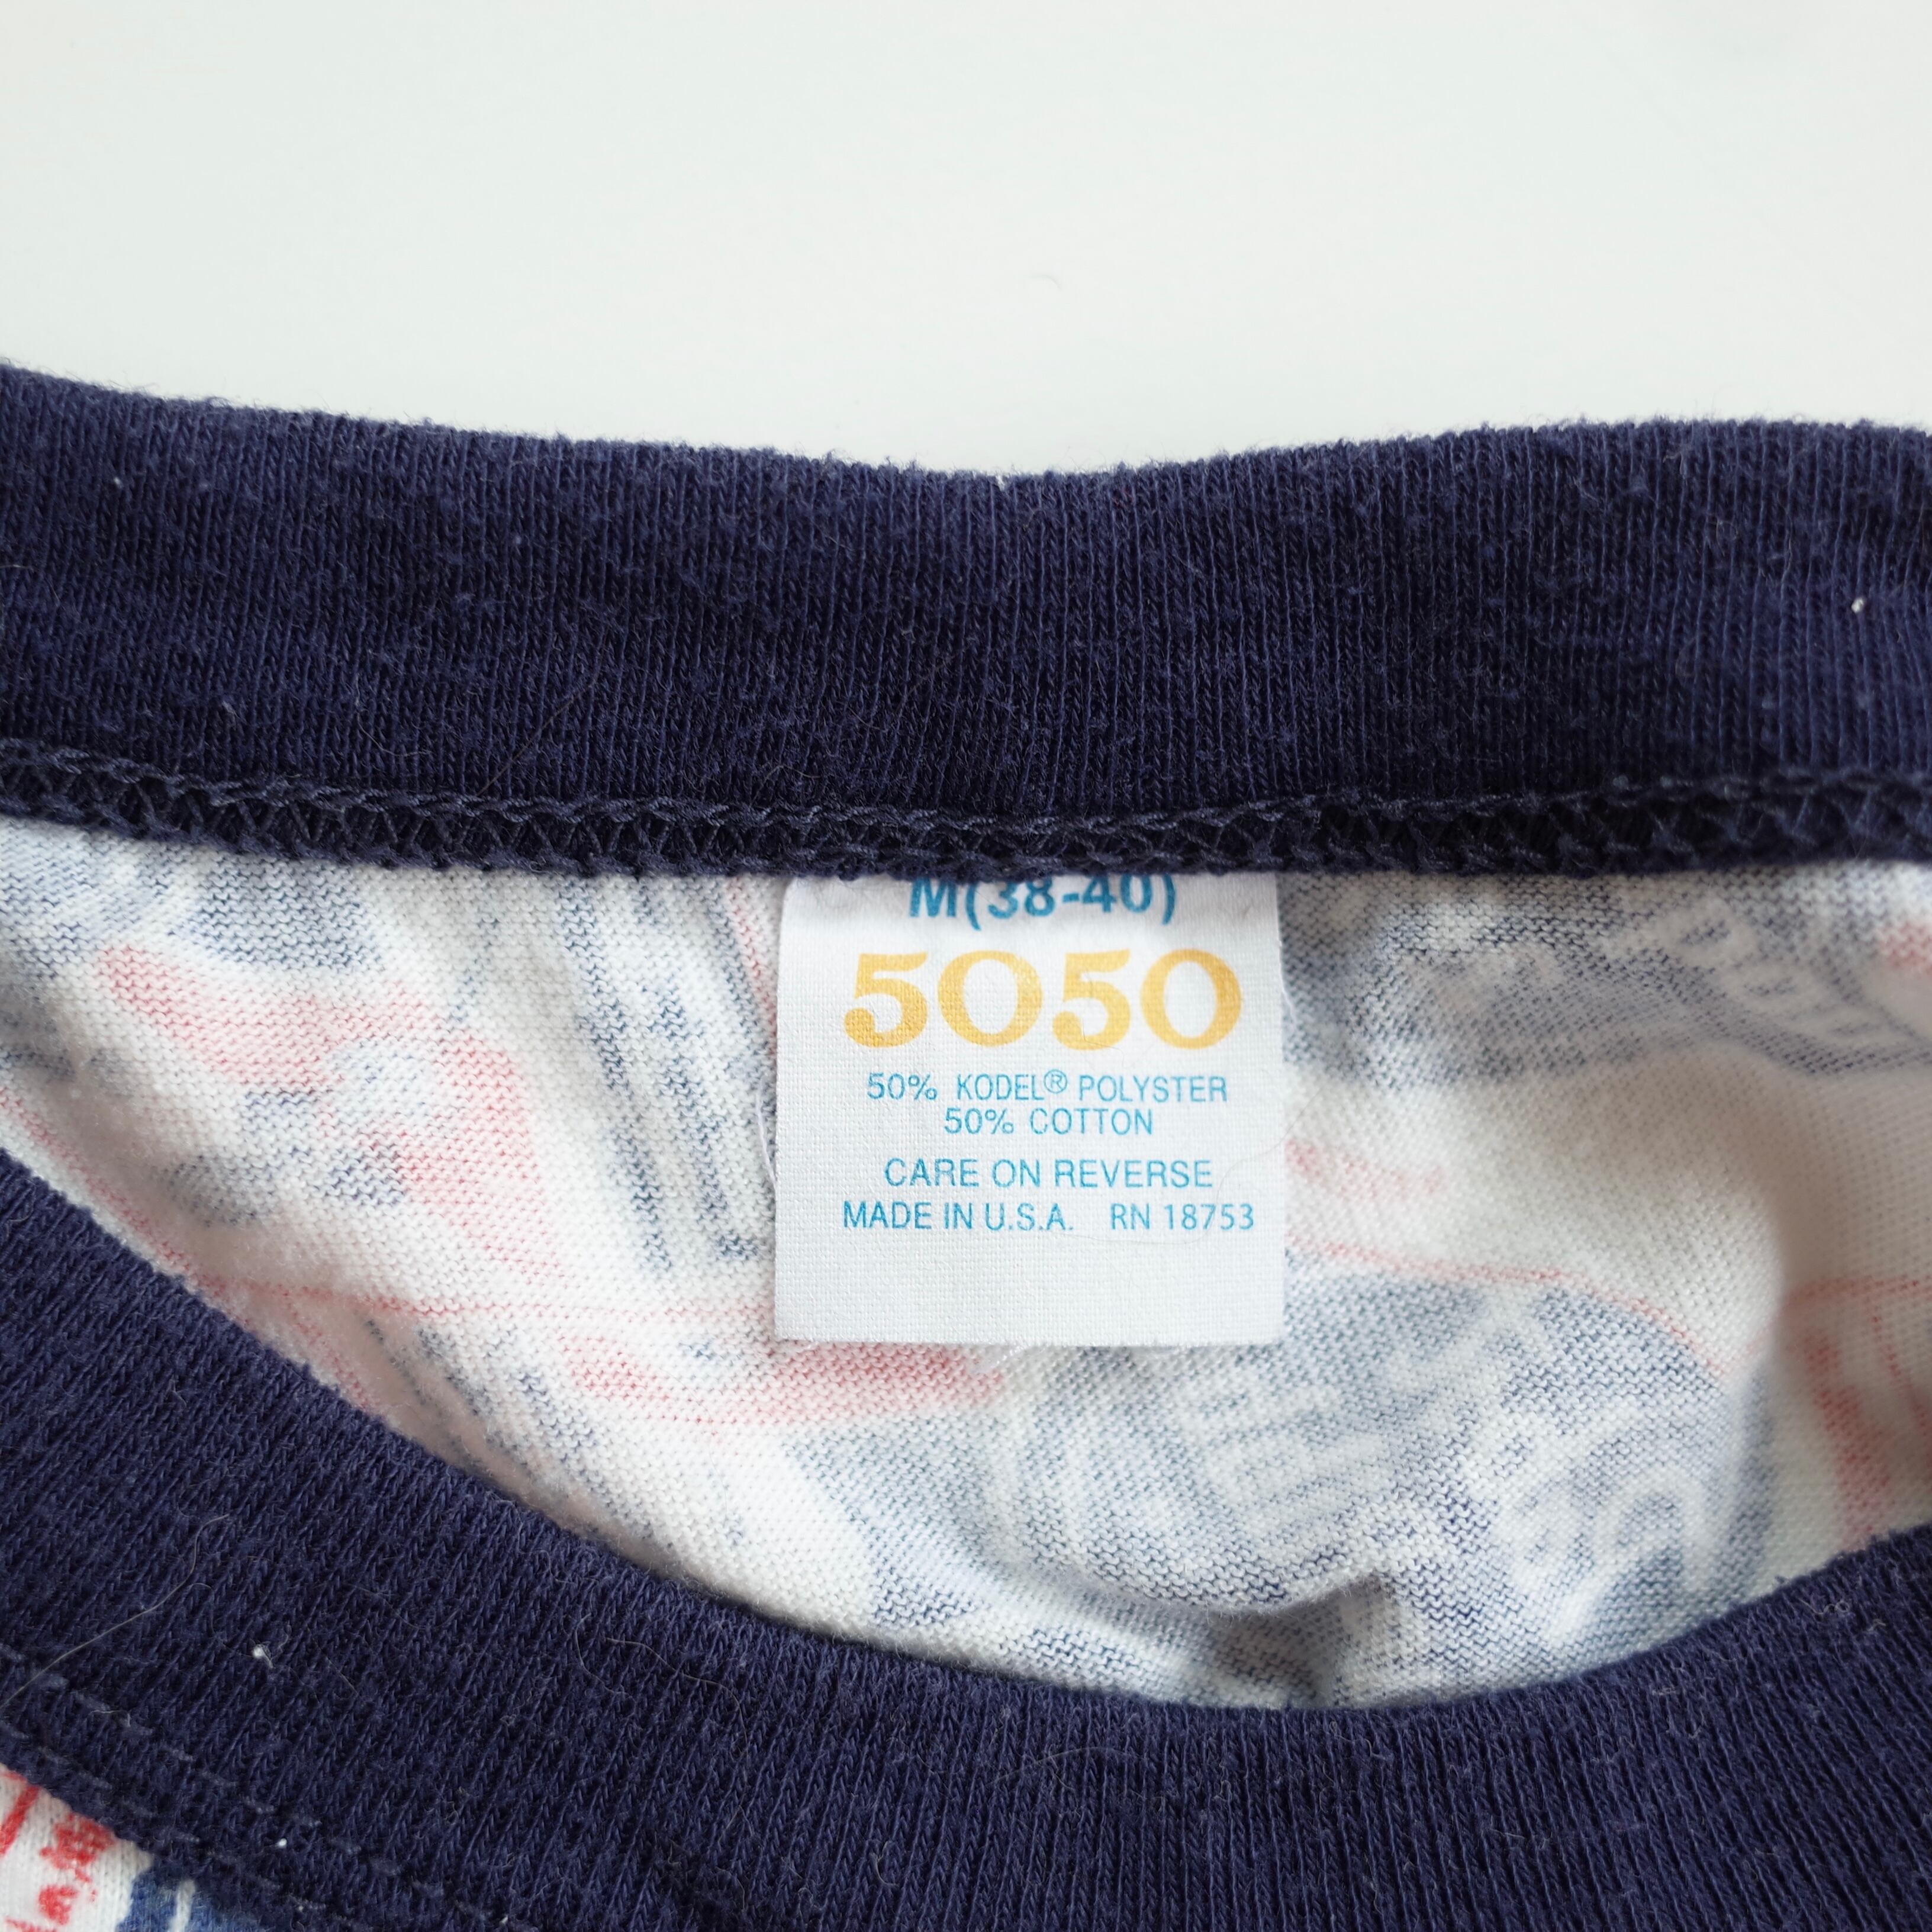 M(38-40)
5050
50% KODEL® POLYSTER
50% COTTON
CARE ON REVERSE
MADE IN U.S.A. RN 18753